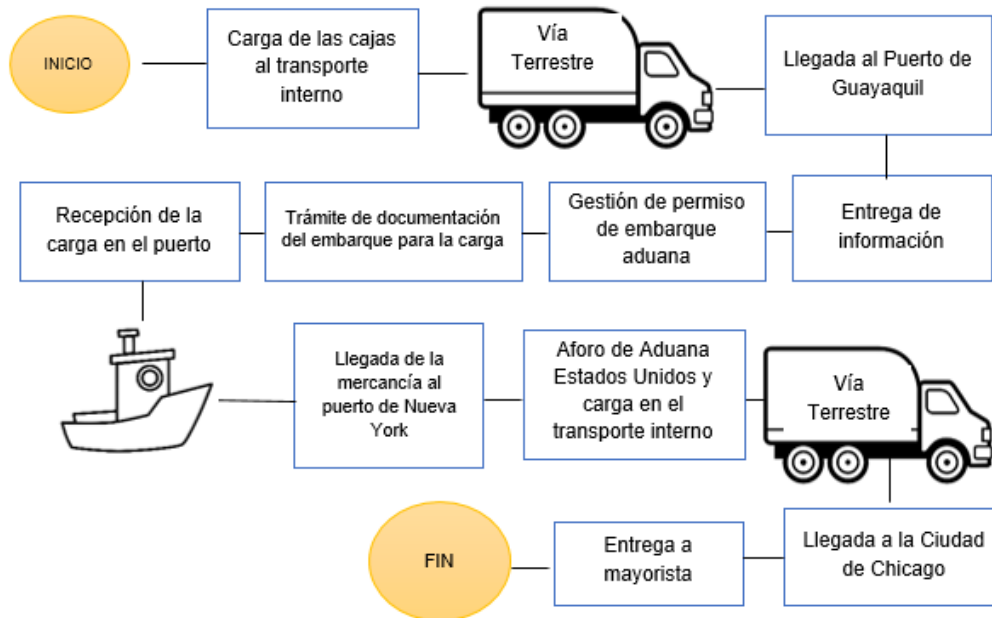 INICIO
Carga de las cajas
al transporte
interno
Vía
Terrestre
Llegada al Puerto de
Guayaquil
Entrega de
información
Gestión de permiso
de embarque
aduana
Trámite de documentación
del embarque para la carga
Recepción de la
carga en el puerto
Llegada de la
mercancía al
puerto de Nueva
York
Aforo de Aduana
Estados Unidos y
carga en el
transporte interno
Vía
Terrestre
Llegada a la Ciudad
de Chicago
Entrega a
mayorista
FIN